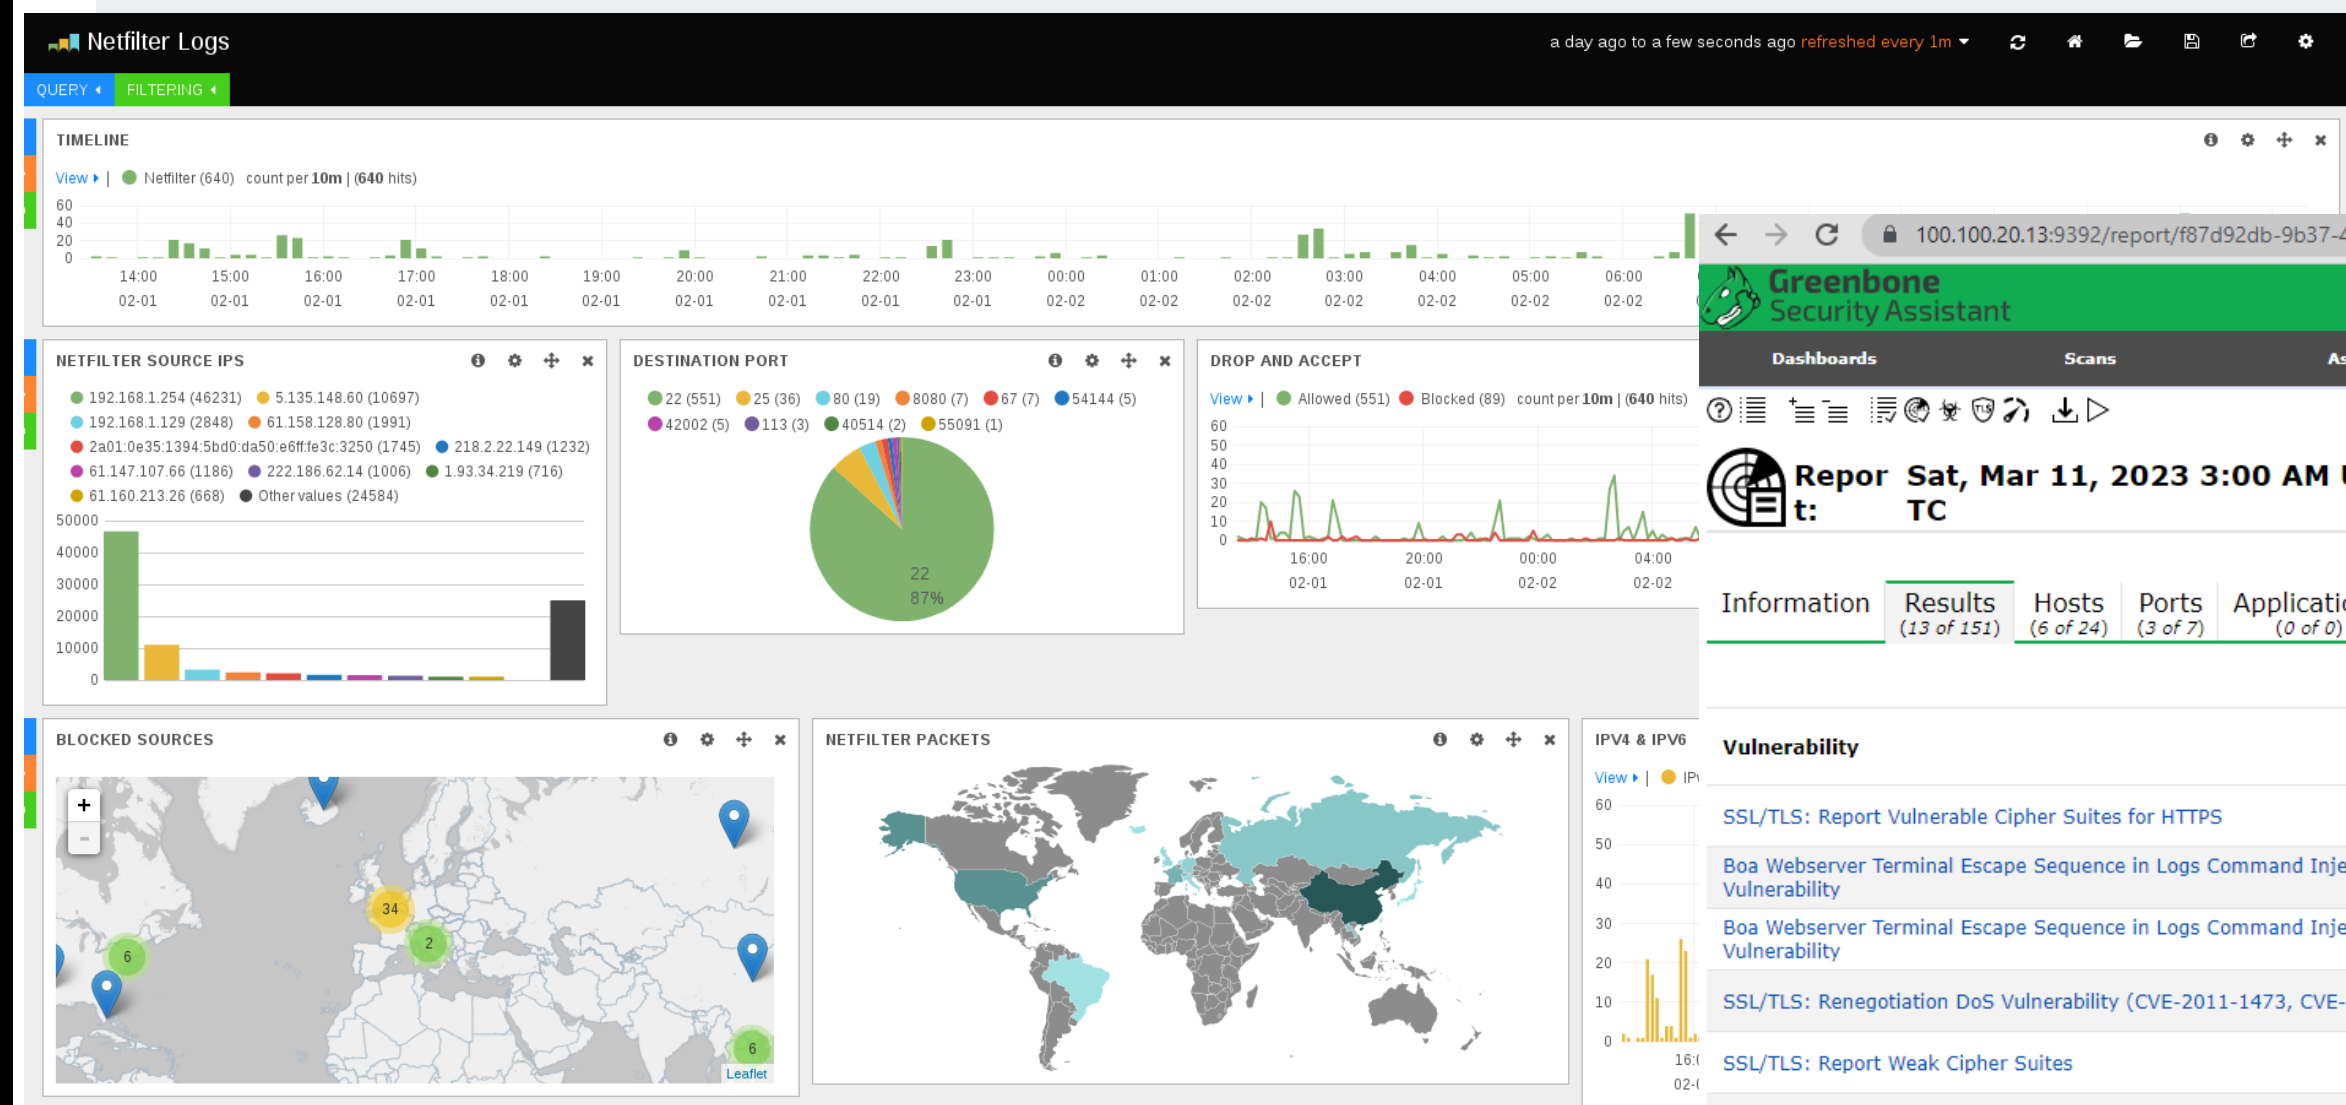 Netfilter Logs
a day ago to a few seconds ago refreshed every 1m
QUERY
FILTERING
TIMELINE
View | Netfilter (640) count per 10m | (640 hits)
60
40
20
0
14:00 15:00 16:00 17:00 18:00 19:00 20:00 21:00 22:00 23:00 00:00 01:00 02:00 03:00 04:00 05:00 06:00
02-01 02-01 02-01 02-01 02-01 02-01 02-01 02-01 02-01 02-01 02-02 02-02 02-02 02-02 02-02 02-02 02-02
NETFILTER SOURCE IPS
192.168.1.254 (46231) 5.135.148.60 (10697)
192.168.1.129 (2848) 61.158.128.80 (1991)
2a01:0e35:1394:5bd0:da50:e6ff:fe3c:3250 (1745) 218.2.22.149 (1232)
61.147.107.66 (1186) 222.186.62.14 (1006) 1.93.34.219 (716)
61.160.213.26 (668) Other values (24584)
50000
40000
30000
20000
10000
0
DESTINATION PORT
22 (551) 25 (36) 80 (19) 8080 (7) 67 (7) 54144 (5)
42002 (5) 113 (3) 40514 (2) 55091 (1)
22
87%
DROP AND ACCEPT
View | Allowed (551) Blocked (89) count per 10m | (640 hits)
60
50
40
30
20
10
0
16:00 20:00 00:00 04:00
02-01 02-01 02-02 02-02
BLOCKED SOURCES
+
-
34
2
6
6
Leaflet
NETFILTER PACKETS
IPV4 & IPV6
View |
60
50
40
30
20
10
0
100.100.20.13:9392/report/f87d92db-9b37-4
Greenbone
Security Assistant
Dashboards Scans
Repor Sat, Mar 11, 2023 3:00 AM U
t: TC
Information Results Hosts Ports
(13 of 151) (6 of 24) (3 of 7) (0 of 0)
Vulnerability
SSL/TLS: Report Vulnerable Cipher Suites for HTTPS
Boa Webserver Terminal Escape Sequence in Logs Command
Vulnerability
Boa Webserver Terminal Escape Sequence in Logs Command
Vulnerability
SSL/TLS: Renegotiation DoS Vulnerability (CVE-2011-1473, CVE-
SSL/TLS: Report Weak Cipher Suites